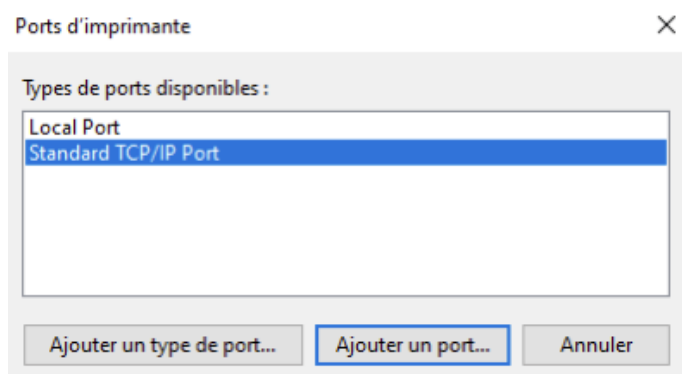 Ports d'imprimante
Types de ports disponibles :
Local Port
Standard TCP/IP Port
Ajouter un type de port... Ajouter un port... Annuler